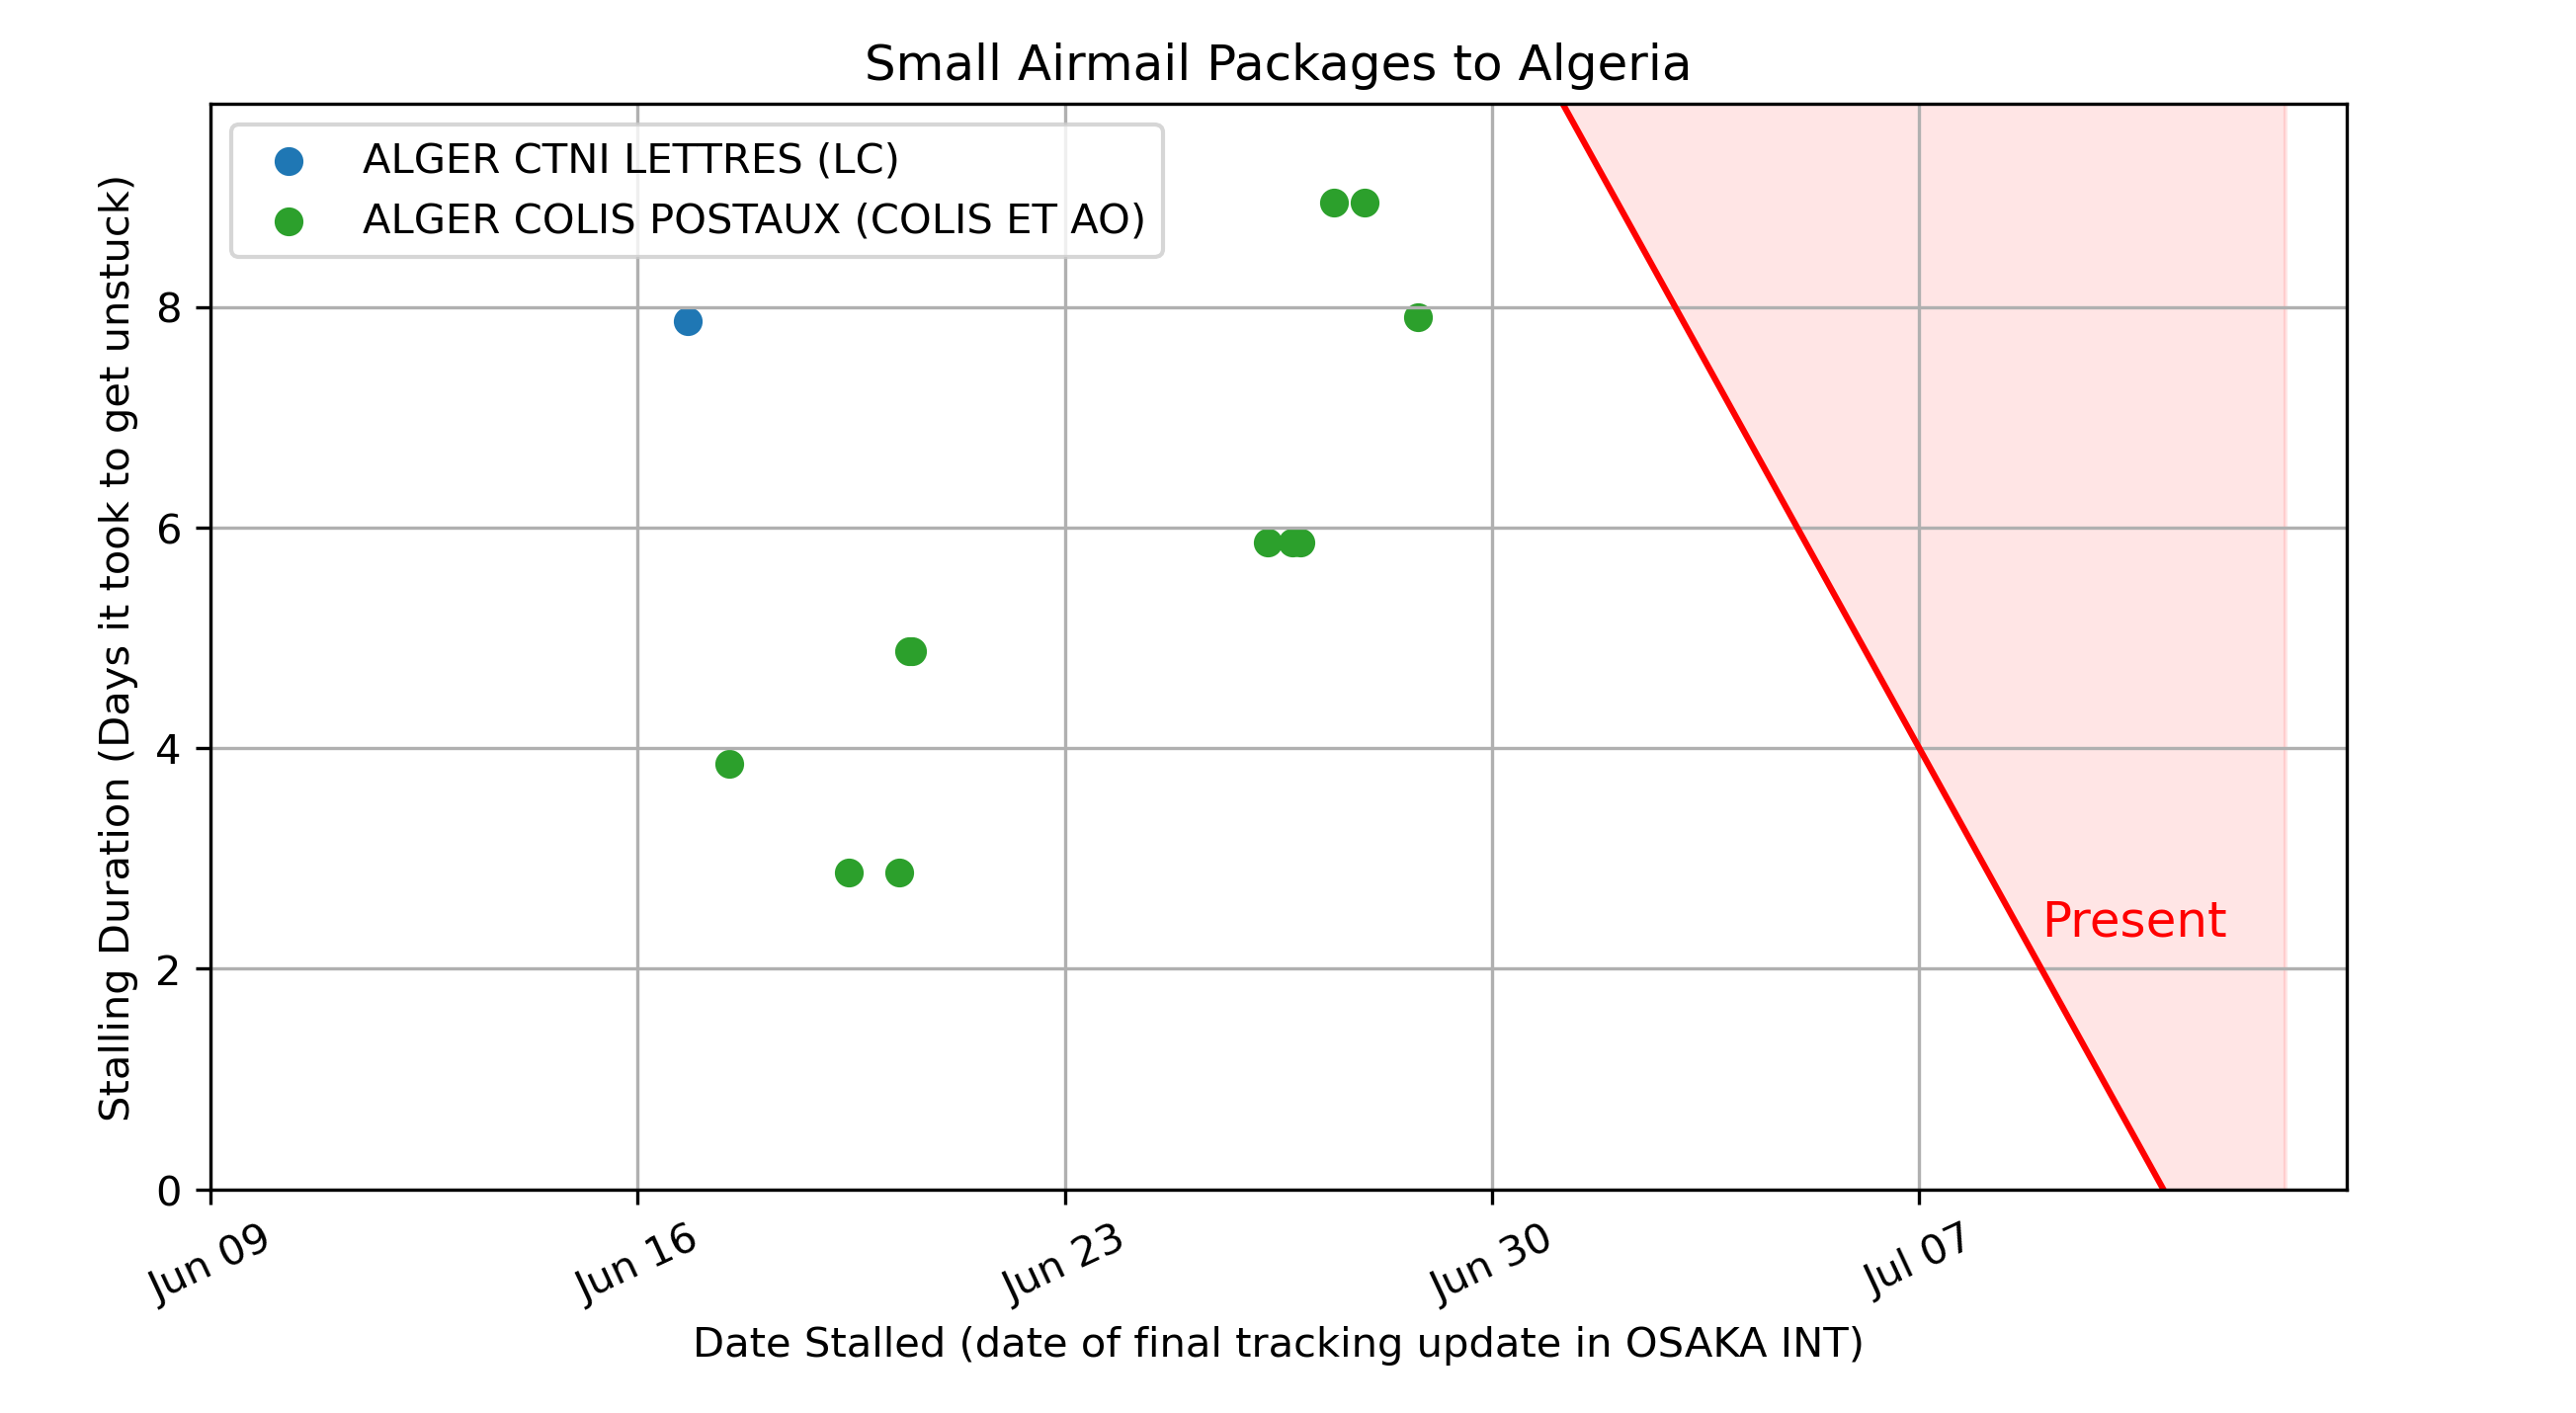 Small Airmail Packages to Algeria
ALGER CTNI LETTRES (LC)
ALGER COLIS POSTAUX (COLIS ET AO)
Stalling Duration (Days it took to get unstuck)
8
6
4
2
0
Present
Jun 09
Jun 16
Jun 23
Jun 30
Jul 07
Date Stalled (date of final tracking update in OSAKA INT)